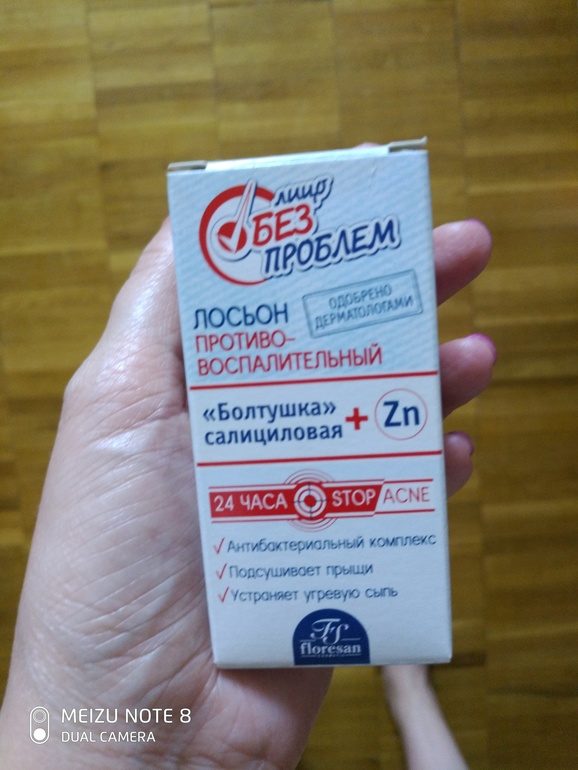 лицо
БЕЗ
ПРОБЛЕМ
ОДОБРЕНО
ДЕРМАТОЛОГАМИ
ЛОСЬОН
ПРОТИВО-
ВОСПАЛИТЕЛЬНЫЙ
«Болтушка»
салициловая + Zn
24 ЧАСА STOP ACNE
Антибактериальный комплекс
Подсушивает прыщи
Устраняет угревую сыпь
FS
floresan
MEIZU NOTE 8
DUAL CAMERA